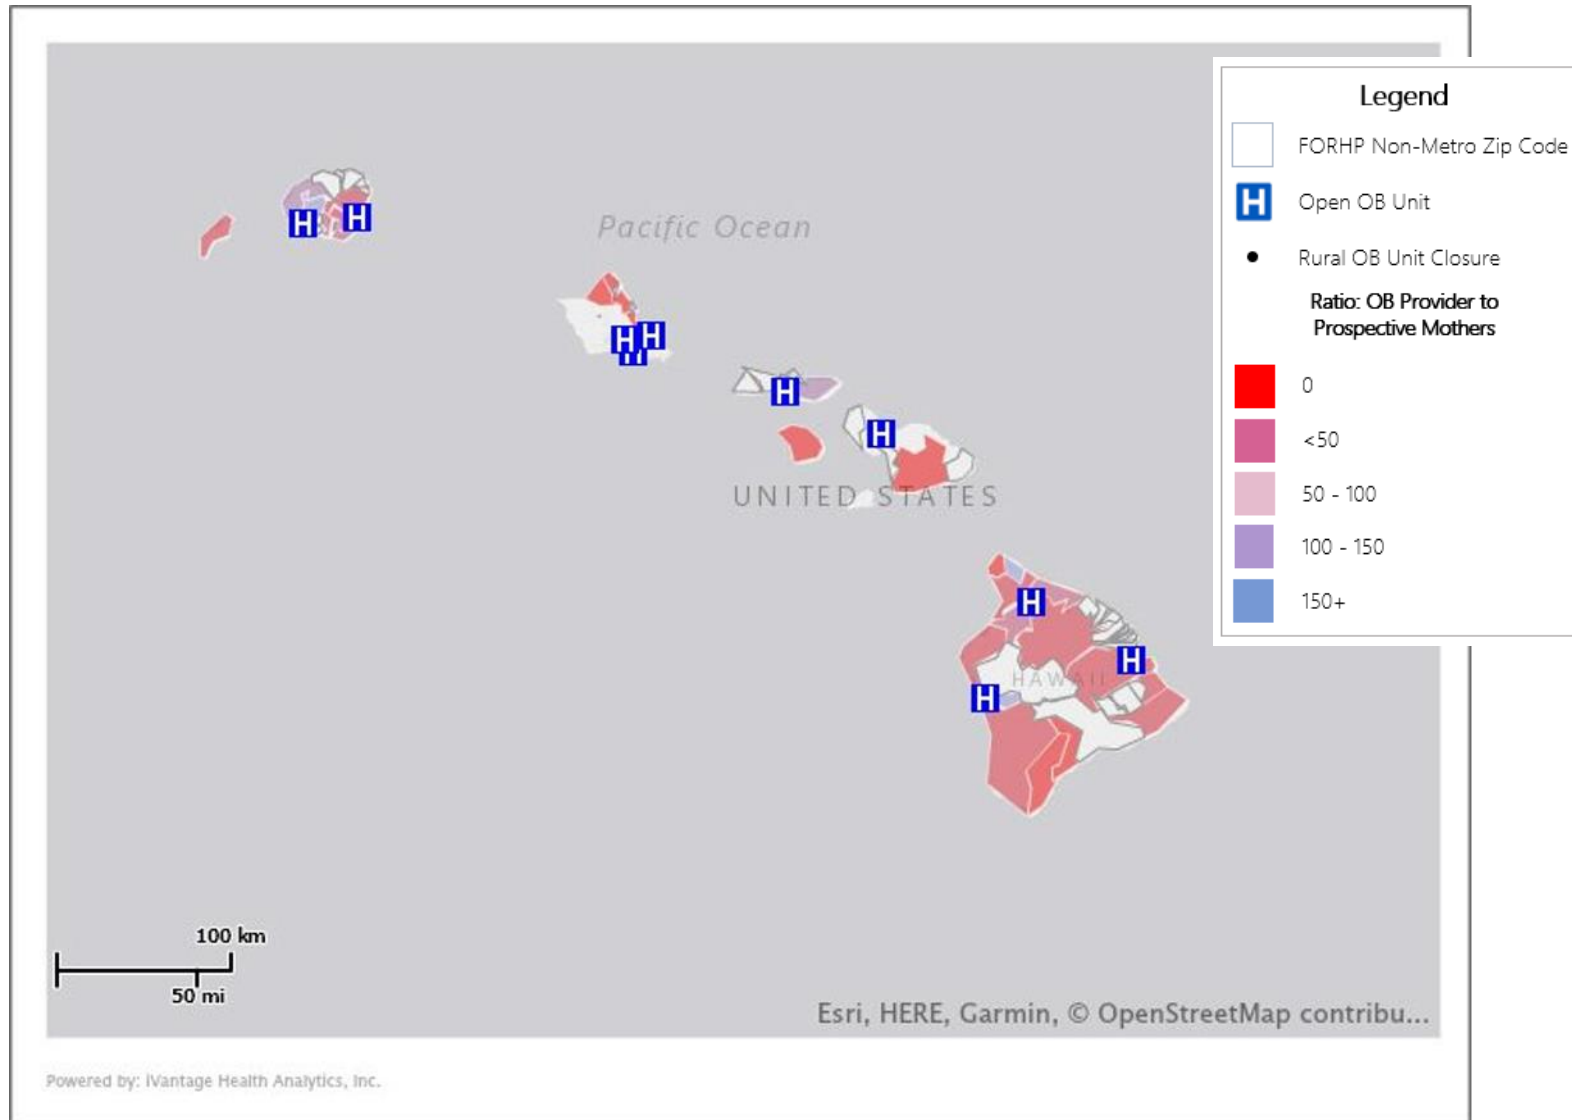 Legend
FORHP Non-Metro Zip Code
H Open OB Unit
Rural OB Unit Closure
Ratio: OB Provider to
Prospective Mothers
0
<50
50 - 100
100 - 150
150+
H
H
Pacific Ocean
H
H
H
H
H
UNITED STATES
H
H
HAWAII
H
100 km
50 mi
Esri, HERE, Garmin, © OpenStreetMap contribu...
Powered by: iVantage Health Analytics, Inc.